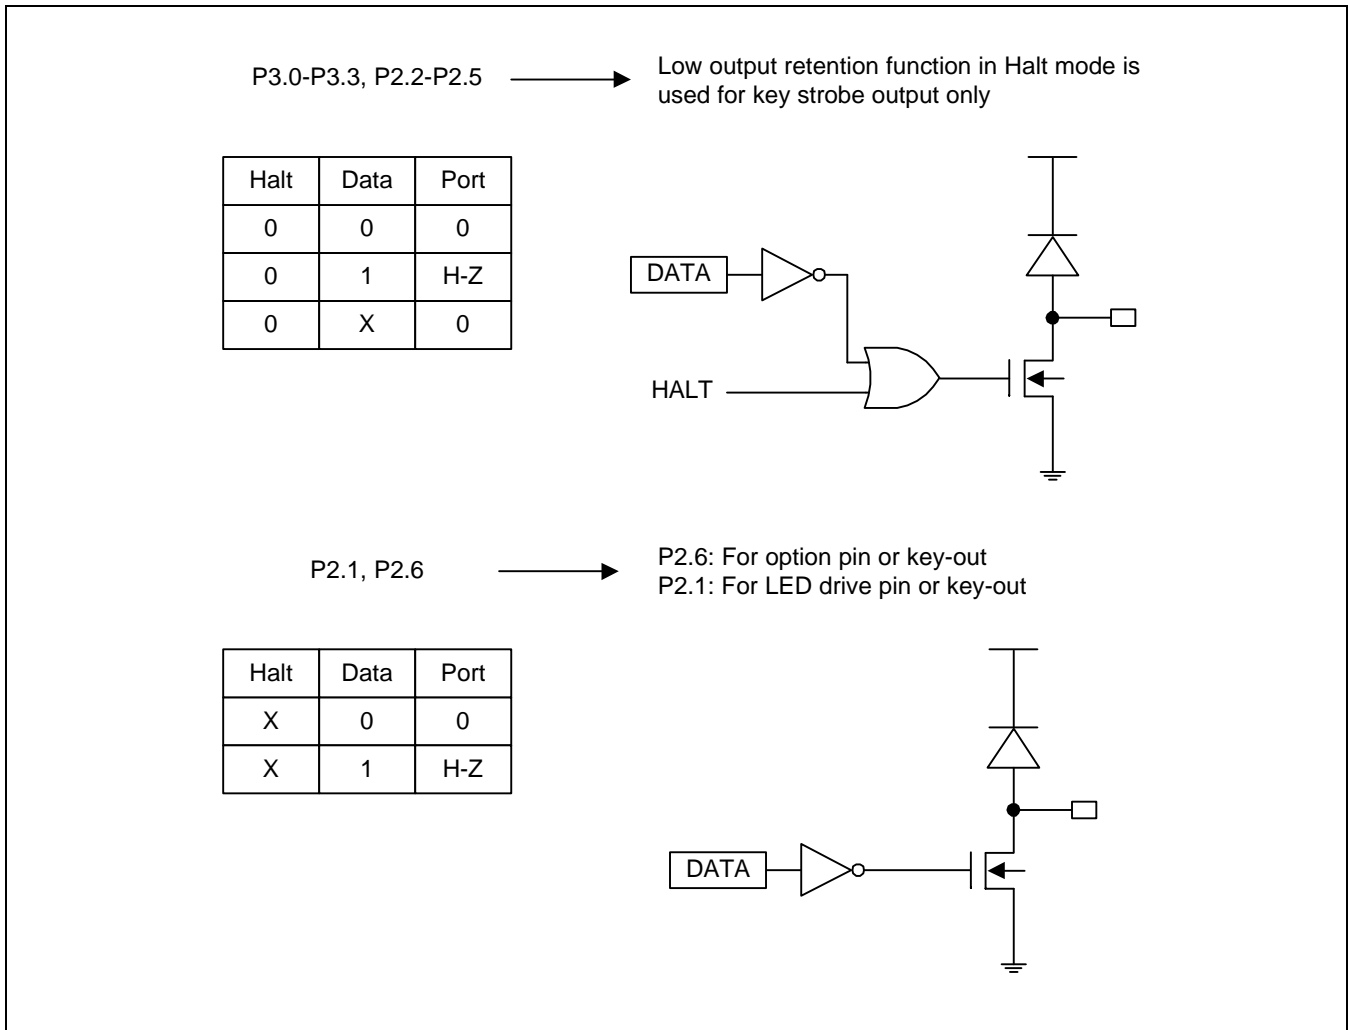 P3.0-P3.3, P2.2-P2.5
Low output retention function in Halt mode is
used for key strobe output only
Halt Data Port
0 0 0
0 1 H-Z
0 X 0
DATA
HALT
P2.1, P2.6
P2.6: For option pin or key-out
P2.1: For LED drive pin or key-out
Halt Data Port
X 0 0
X 1 H-Z
DATA